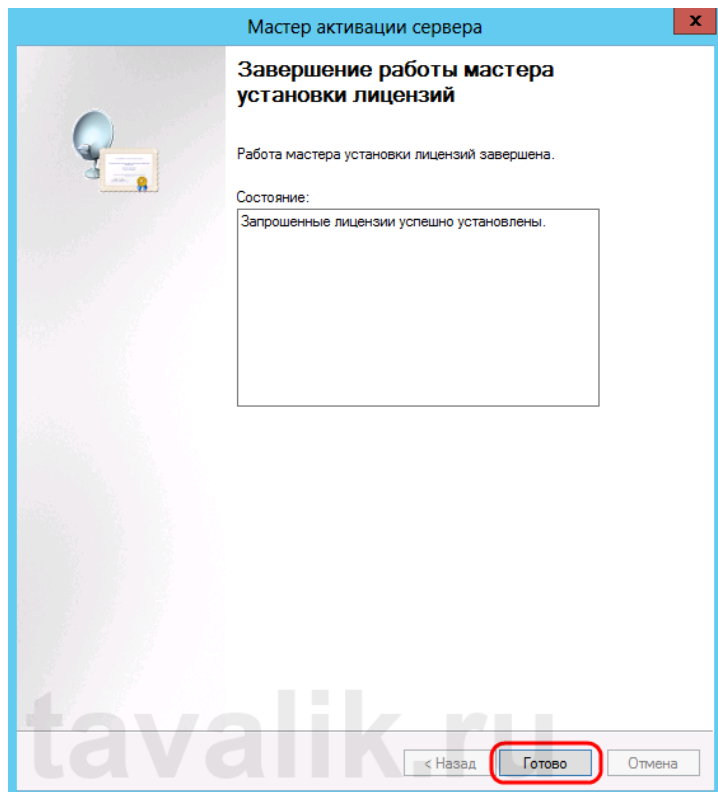 Мастер активации сервера
x
Завершение работы мастера
установки лицензий
Работа мастера установки лицензий завершена.
Состояние:
Запрошенные лицензии успешно установлены.
tavalik.ru
< Назад
Готово
Отмена